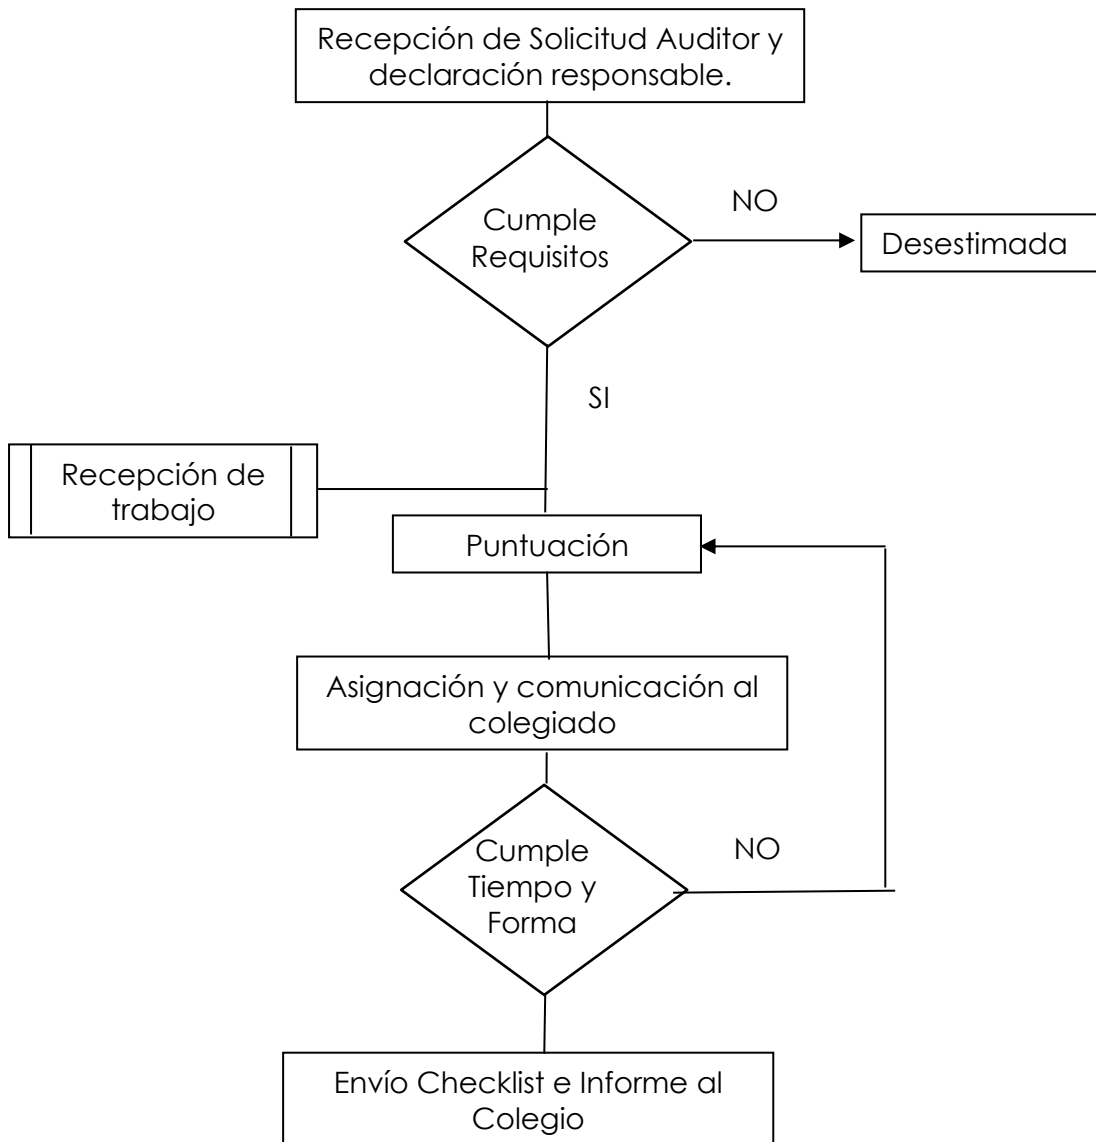 Recepción de Solicitud Auditor y
declaración responsable.
Cumple
Requisitos
NO
Desestimada
SI
Recepción de
trabajo
Puntuación
Asignación y comunicación al
colegiado
Cumple
Tiempo y
Forma
NO
Envío Checklist e Informe al
Colegio